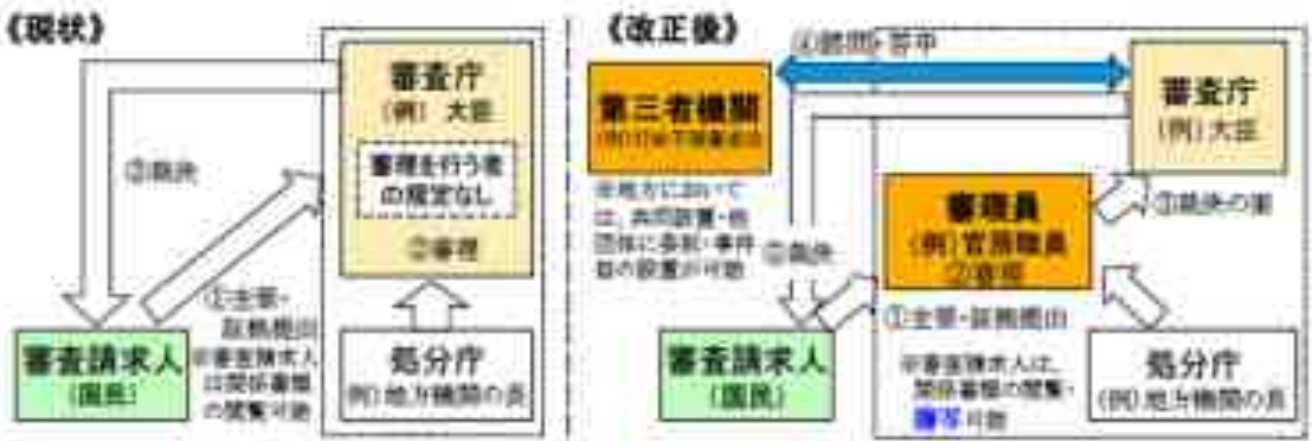 《現状》
審査庁
(例) 大臣
審理を行う者
の規定なし
②審理
③裁決
①主張・
証拠提出
※審査請求人
は関係書類
の閲覧可能
審査請求人
(国民)
処分庁
(例)地方機関の長
《改正後》
④諮問・答申
第三者機関
審査庁
(例)大臣
※地方において
は、共同設置・他
団体に委託・事件
毎の設置が可能
審理員
(例)官房職員
②審理
③裁決の案
裁決
①主張・証拠提出
審査請求人
(国民)
※審査請求人は、
関係書類の閲覧・
謄写可能
処分庁
(例)地方機関の長